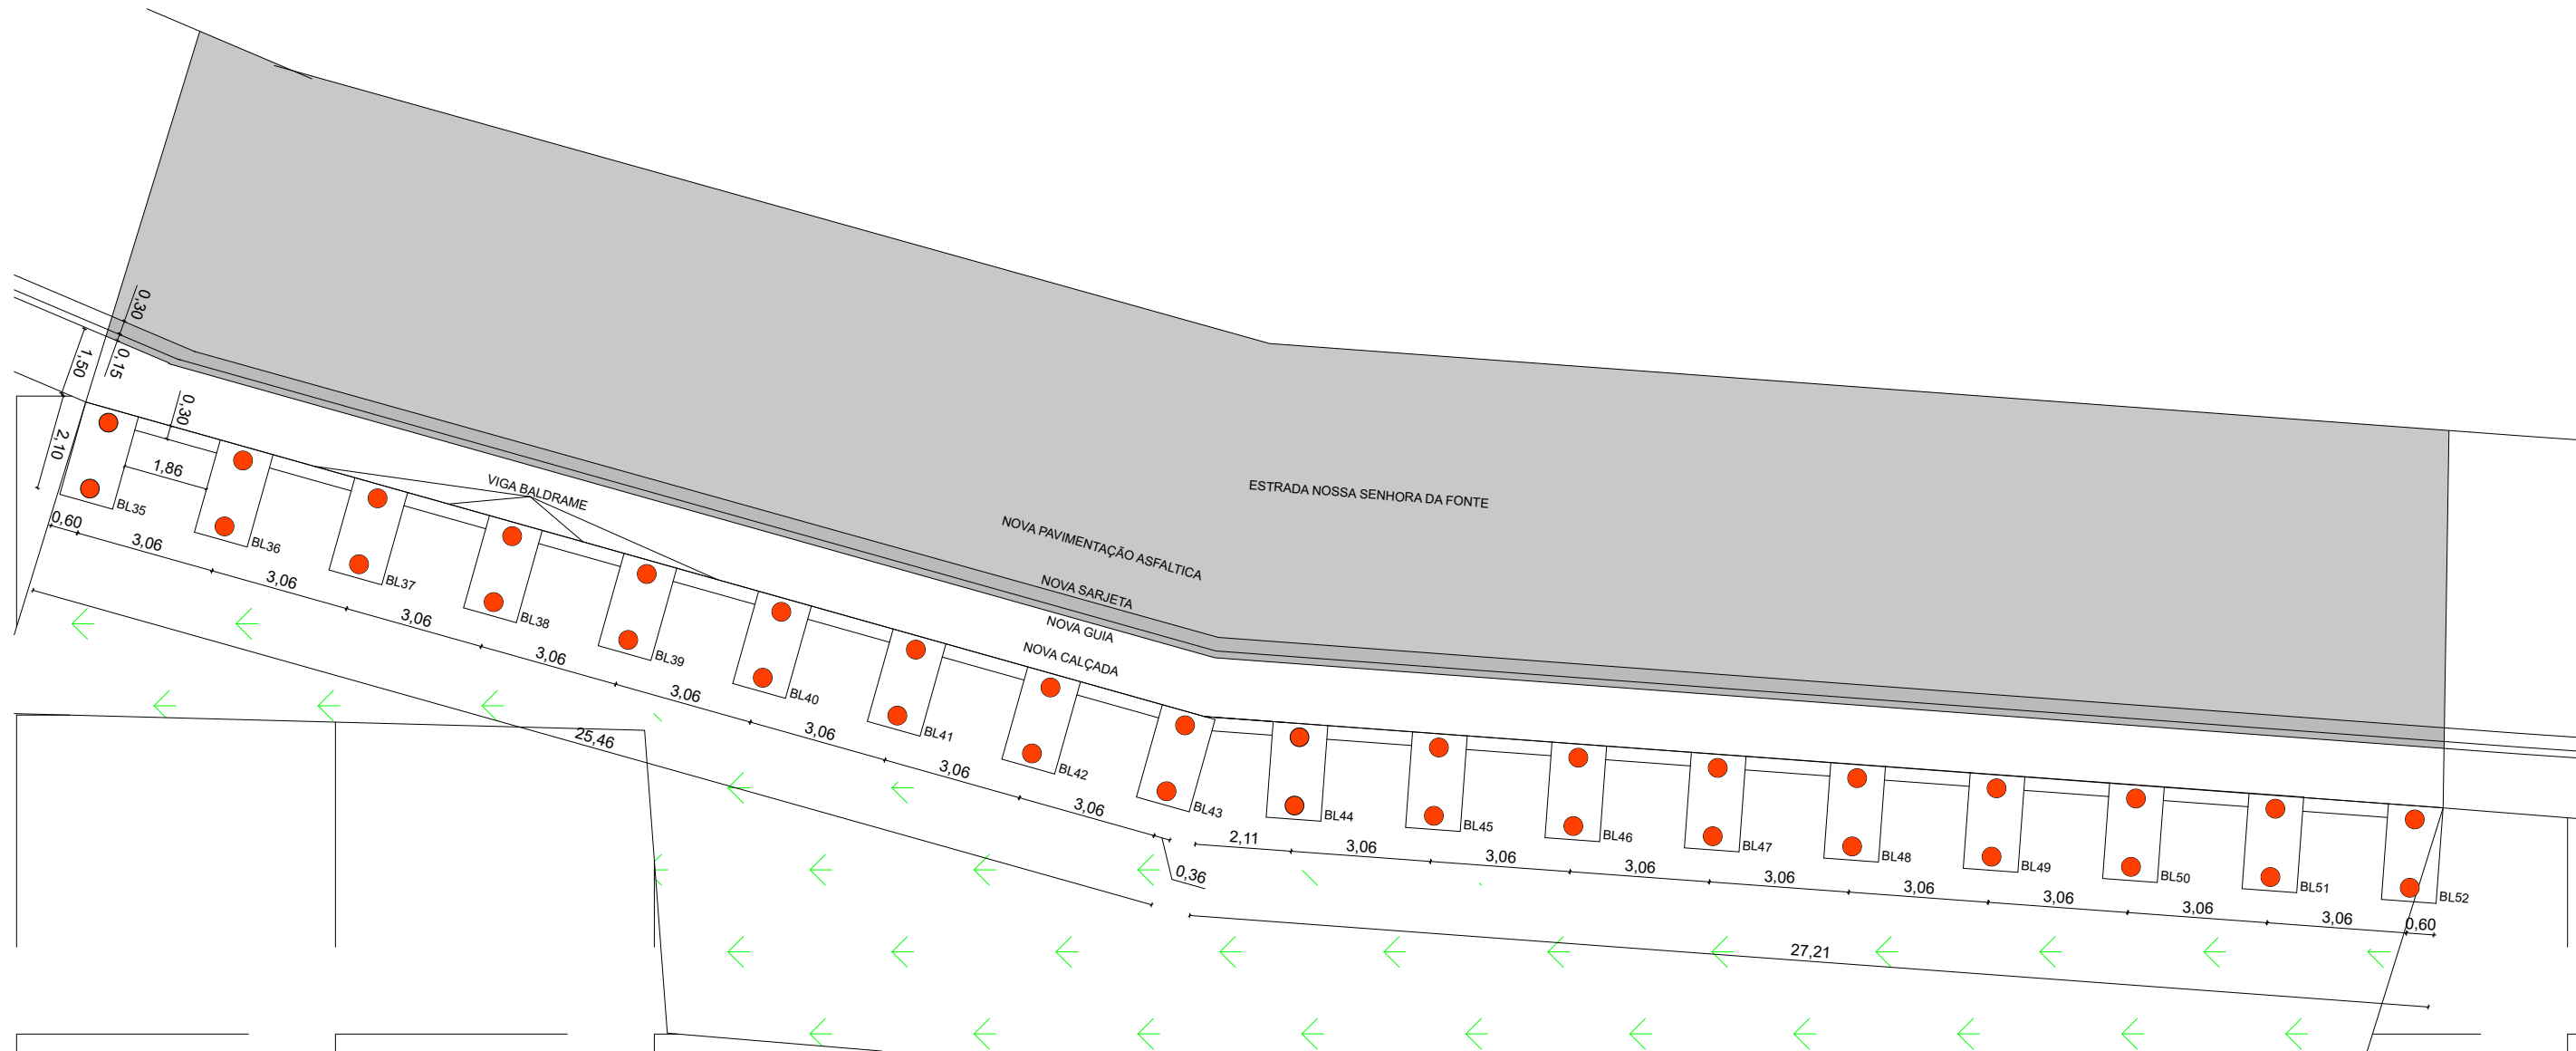 0,30
1,50
0,15
0,30
2,10
1,86
VIGA BALDRAME
ESTRADA NOSSA SENHORA DA FONTE
NOVA PAVIMENTAÇÃO ASFALTICA
NOVA SARJETA
NOVA GUIA
NOVA CALÇADA
BL35
BL36
BL37
BL38
BL39
BL40
BL41
BL42
BL43
BL44
BL45
BL46
BL47
BL48
BL49
BL50
BL51
BL52
0,60
3,06
3,06
3,06
3,06
3,06
3,06
3,06
3,06
0,36
25,46
2,11
3,06
3,06
3,06
3,06
3,06
3,06
3,06
3,06
0,60
27,21